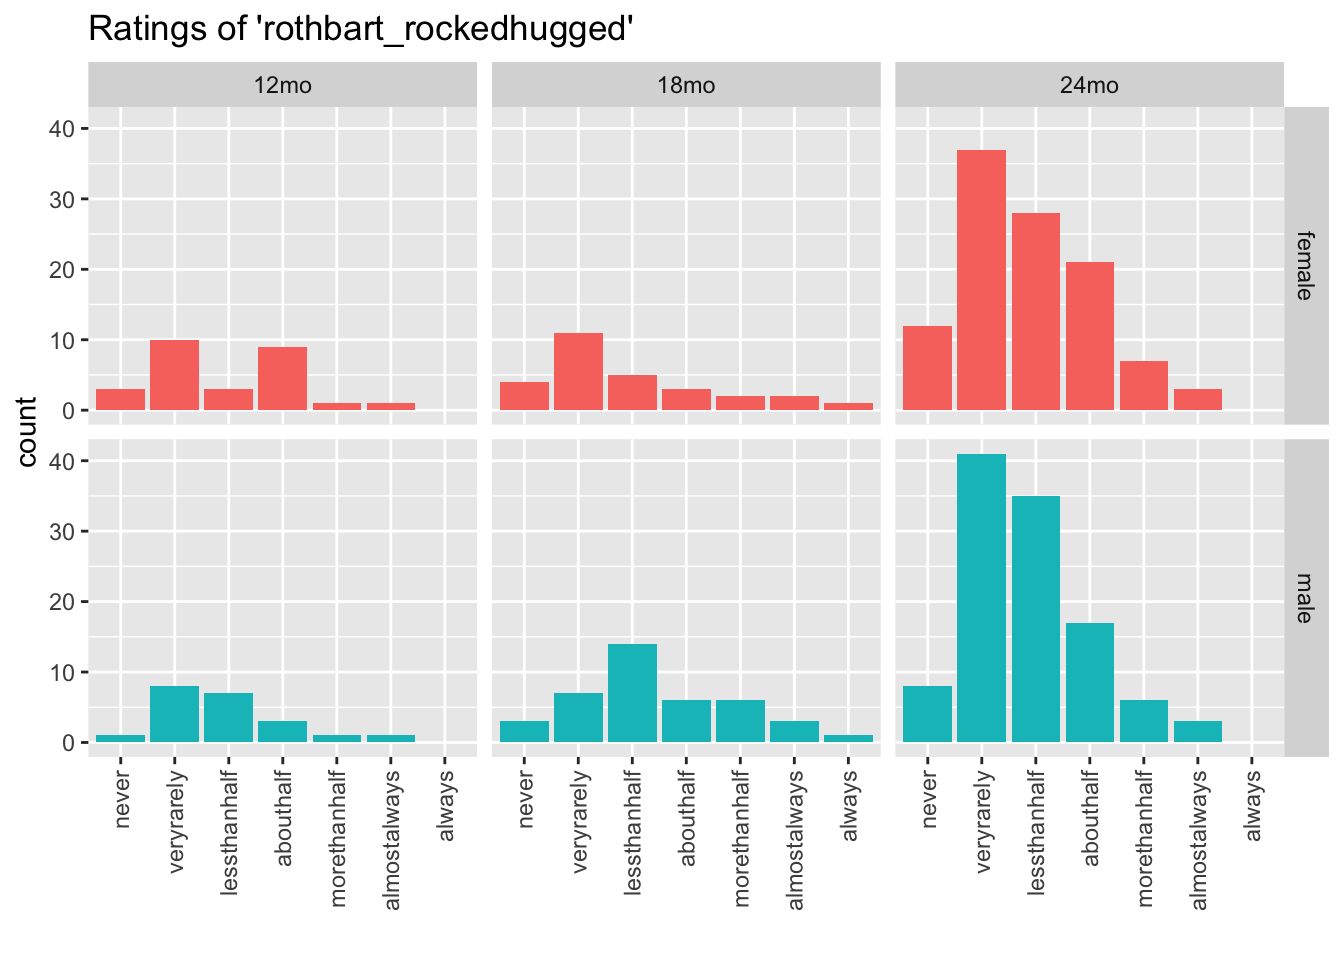 Ratings of 'rothbart_rockedhugged'
12mo 18mo 24mo
40
30
20
10
0
female
count
40
30
20
10
0
male
never veryrarely lessthanhalf abouthalf morethanhalf almostalways always never veryrarely lessthanhalf abouthalf morethanhalf almostalways always never veryrarely lessthanhalf abouthalf morethanhalf almostalways always